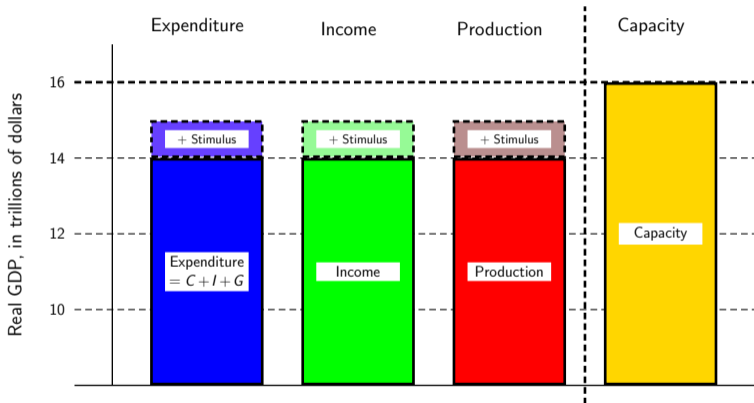 Expenditure
Income
Production
Capacity
Real GDP, in trillions of dollars
16
14
12
10
+ Stimulus
+ Stimulus
+ Stimulus
Expenditure
= C + I + G
Income
Production
Capacity